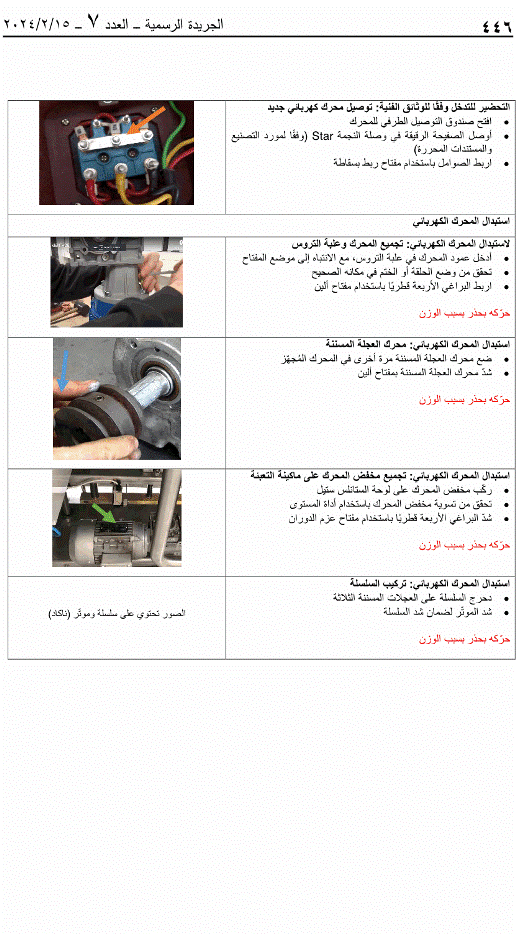 ٤٤٦
الجريدة الرسمية – العدد ٧ – ٢٠٢٤/٢/١٥
التحضير للتدخل وفقًا للوثائق الفنية: توصيل محرك كهربائي جديد
• افتح صندوق التوصيل الطرفي للمحرك
• أوصل الصفيحة الرقيقة في وصلة النجمة Star (وفقًا لمورد التصنيع
والمستندات المحررة)
• اربط الصوامل باستخدام مفتاح ربط بسقاطة
استبدال المحرك الكهربائي
لاستبدال المحرك الكهربائي: تجميع المحرك وعلبة التروس
• أدخل عمود المحرك في علبة التروس، مع الانتباه إلى موضع المفتاح
• تحقق من وضع الحلقة أو الختم في مكانه الصحيح
• اربط البراغي الأربعة قطريًا باستخدام مفتاح ألين
حرّكه بحذر بسبب الوزن
استبدال المحرك الكهربائي: محرك العجلة المسننة
• ضع محرك العجلة المسننة مرة أخرى في المحرك المُجهّز
• شدّ محرك العجلة المسننة بمفتاح ألين
حرّكه بحذر بسبب الوزن
استبدال المحرك الكهربائي: تجميع مخفض المحرك على ماكينة التعبئة
• ركّب مخفض المحرك على لوحة الستانلس ستيل
• تحقق من تسوية مخفض المحرك باستخدام أداة المستوى
• شدّ البراغي الأربعة قطريًا باستخدام مفتاح عزم الدوران
حرّكه بحذر بسبب الوزن
استبدال المحرك الكهربائي: تركيب السلسلة
• دحرج السلسلة على العجلات المسننة الثلاثة
• شد الموتّر لضمان شد السلسلة
حرّكه بحذر بسبب الوزن
الصور تحتوي على سلسلة وموتّر (ناكاد)